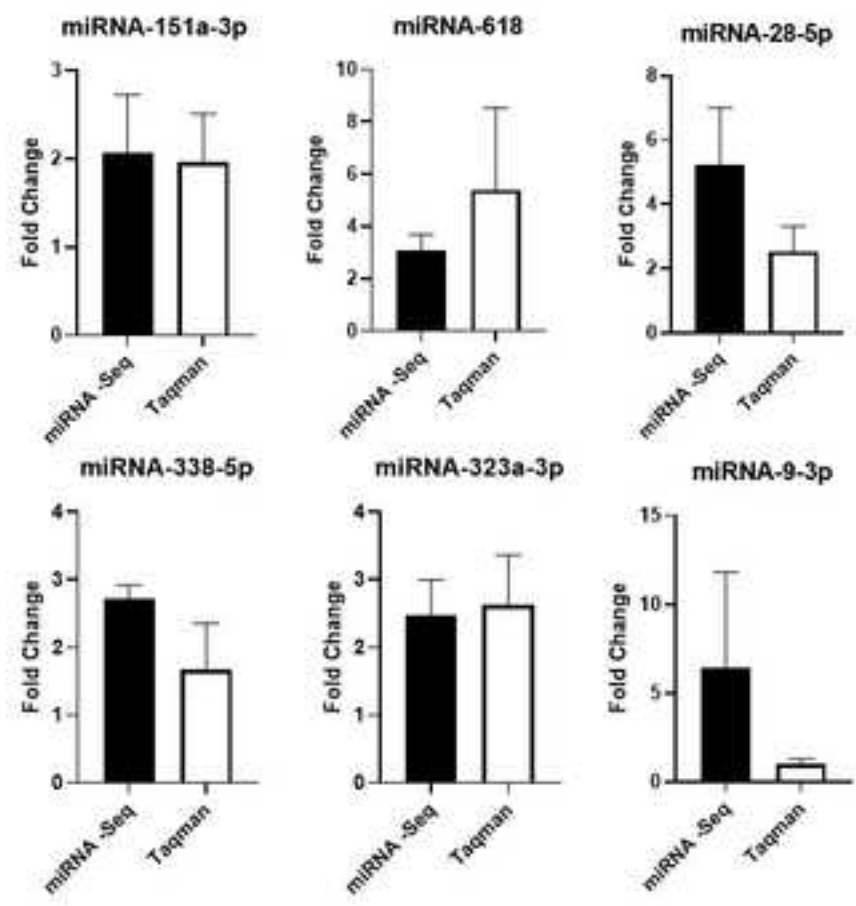 miRNA-151a-3p
Fold Change
3
2
1
0
miRNA -Seq
Taqman
miRNA-618
Fold Change
10
8
6
4
2
0
miRNA -Seq
Taqman
miRNA-28-5p
Fold Change
8
6
4
2
0
miRNA -Seq
Taqman
miRNA-338-5p
Fold Change
4
3
2
1
0
miRNA -Seq
Taqman
miRNA-323a-3p
Fold Change
4
3
2
1
0
miRNA -Seq
Taqman
miRNA-9-3p
Fold Change
15
10
5
0
miRNA -Seq
Taqman